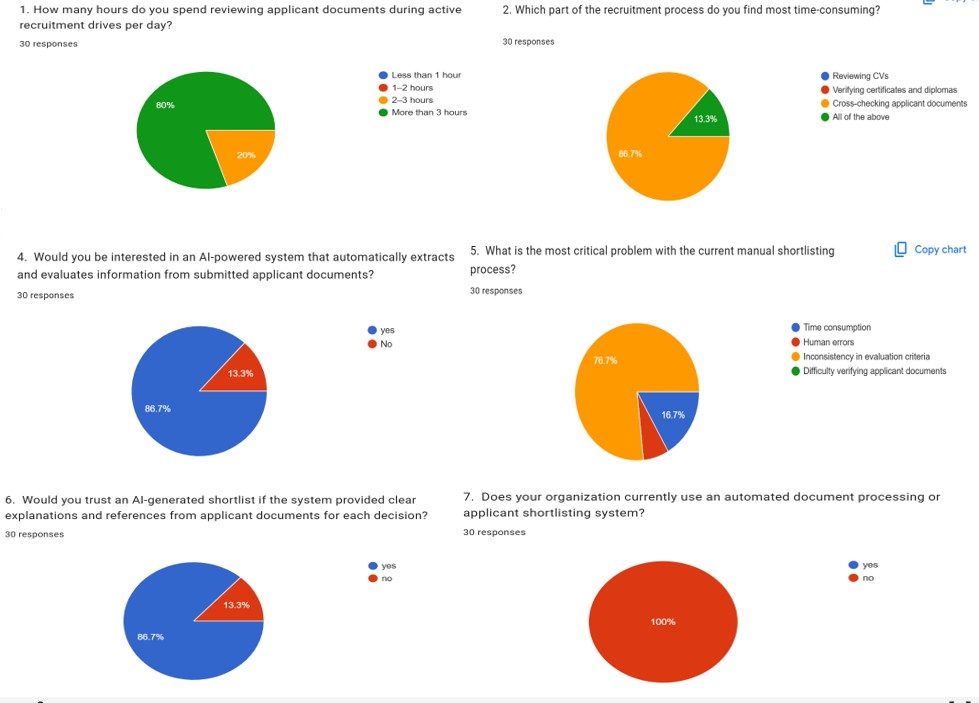 1. How many hours do you spend reviewing applicant documents during active
recruitment drives per day?
30 responses
80%
20%
Less than 1 hour
1–2 hours
2–3 hours
More than 3 hours
2. Which part of the recruitment process do you find most time-consuming?
30 responses
13.3%
86.7%
Reviewing CVs
Verifying certificates and diplomas
Cross-checking applicant documents
All of the above
4. Would you be interested in an AI-powered system that automatically extracts
and evaluates information from submitted applicant documents?
30 responses
13.3%
86.7%
yes
No
5. What is the most critical problem with the current manual shortlisting
process?
Copy chart
30 responses
76.7%
16.7%
Time consumption
Human errors
Inconsistency in evaluation criteria
Difficulty verifying applicant documents
6. Would you trust an AI-generated shortlist if the system provided clear
explanations and references from applicant documents for each decision?
30 responses
13.3%
86.7%
yes
no
7. Does your organization currently use an automated document processing or
applicant shortlisting system?
30 responses
100%
yes
no